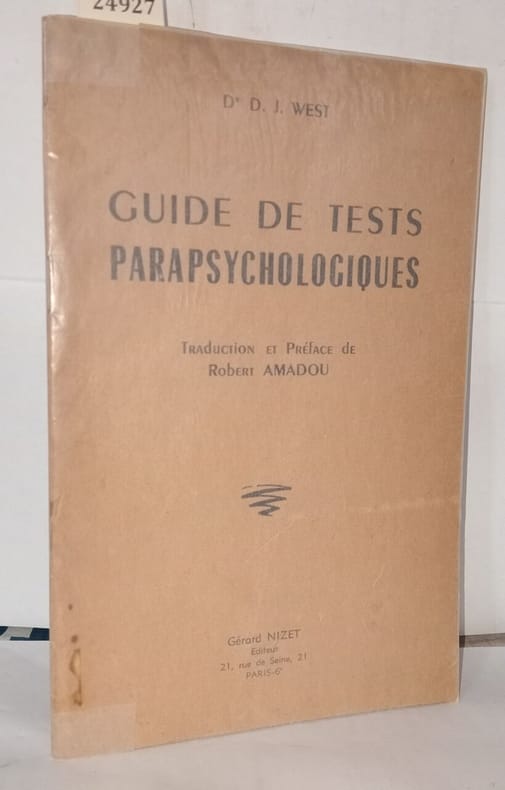 24927
Dr D. J. WEST
GUIDE DE TESTS
PARAPSYCHOLOGIQUES
Traduction et Préface de
Robert AMADOU
Gérard NIZET
Editeur
21, rue de Seine, 21
PARIS-6e